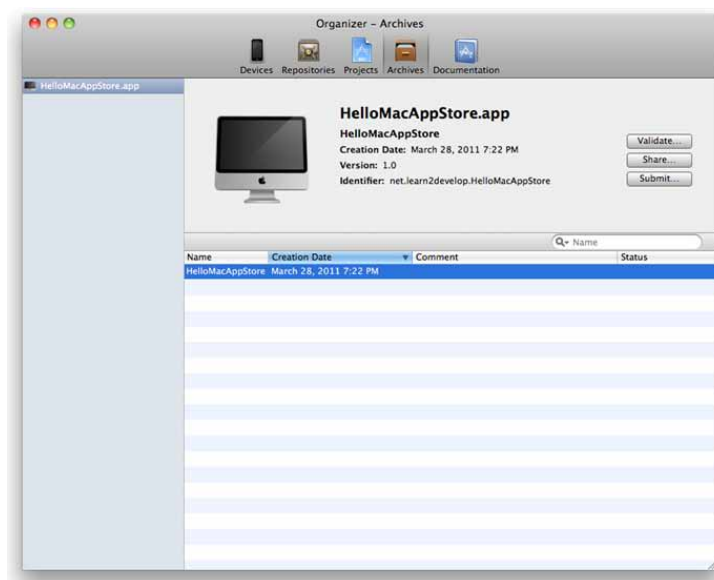 Organizer – Archives
Devices Repositories Projects Archives Documentation
HelloMacAppStore.app
HelloMacAppStore.app
HelloMacAppStore
Creation Date: March 28, 2011 7:22 PM
Version: 1.0
Identifier: net.learn2develop.HelloMacAppStore
Validate...
Share...
Submit...
Name
Name Creation Date Comment Status
HelloMacAppStore March 28, 2011 7:22 PM